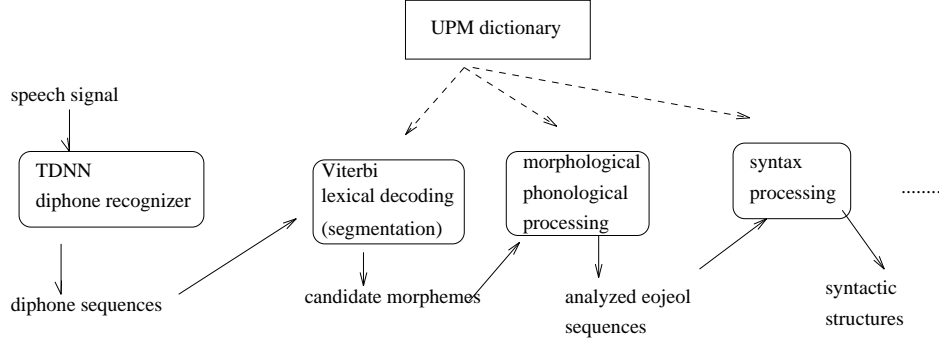 UPM dictionary
speech signal
TDNN
diphone recognizer
Viterbi
lexical decoding
(segmentation)
morphological
phonological
processing
syntax
processing
..........
diphone sequences
candidate morphemes
analyzed eojeol
sequences
syntactic
structures